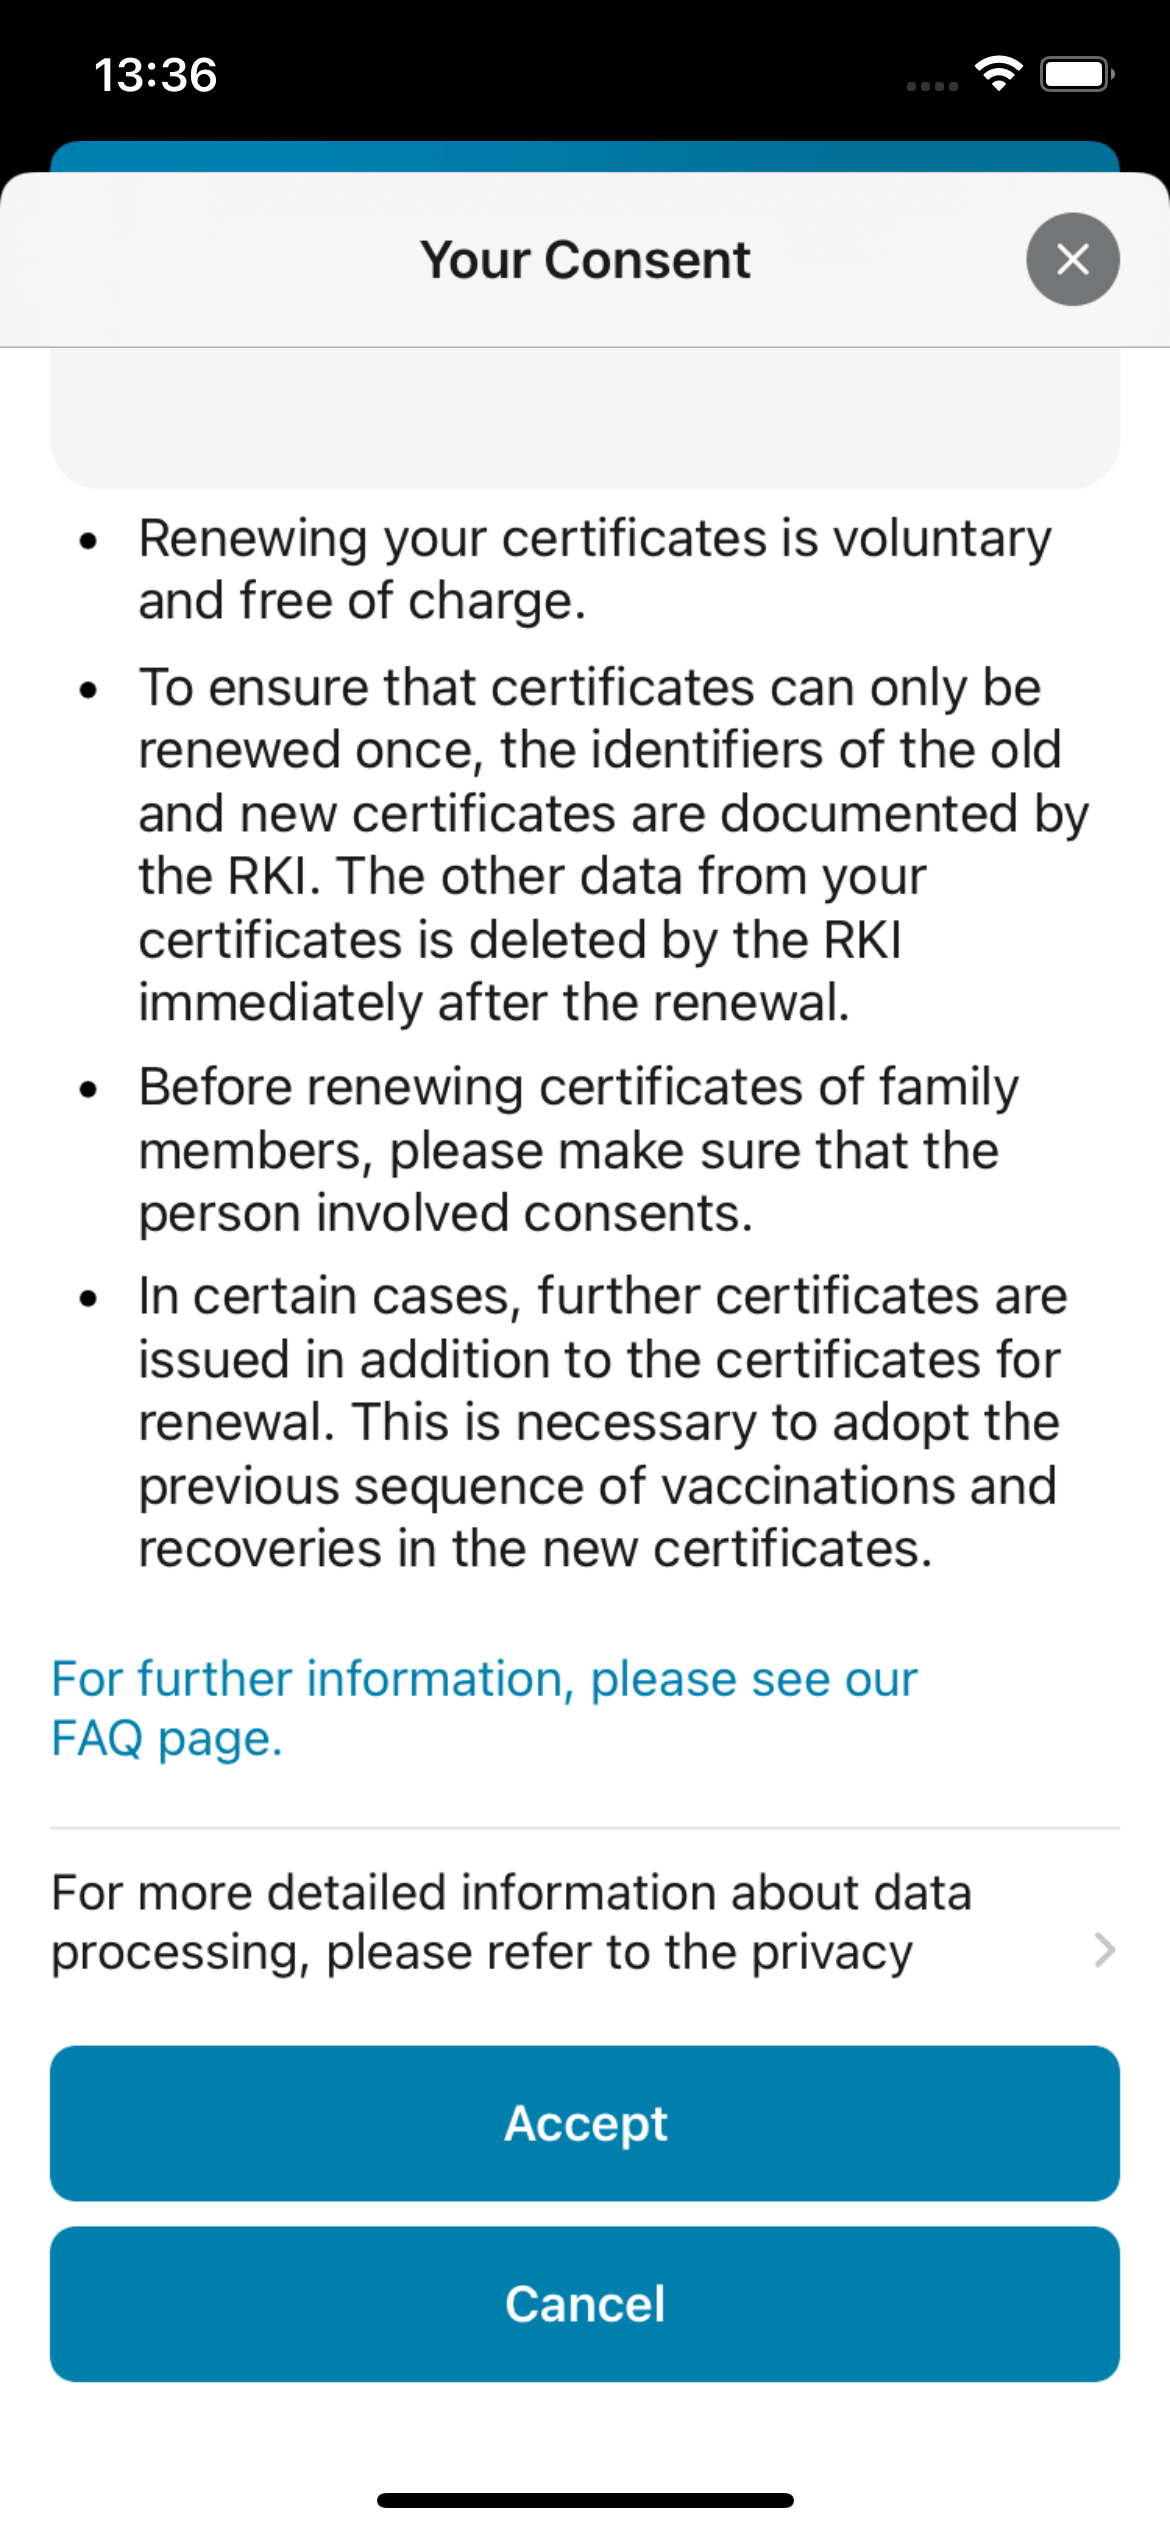 13:36
Your Consent
• Renewing your certificates is voluntary
and free of charge.
• To ensure that certificates can only be
renewed once, the identifiers of the old
and new certificates are documented by
the RKI. The other data from your
certificates is deleted by the RKI
immediately after the renewal.
• Before renewing certificates of family
members, please make sure that the
person involved consents.
• In certain cases, further certificates are
issued in addition to the certificates for
renewal. This is necessary to adopt the
previous sequence of vaccinations and
recoveries in the new certificates.
For further information, please see our
FAQ page.
For more detailed information about data
processing, please refer to the privacy
Accept
Cancel